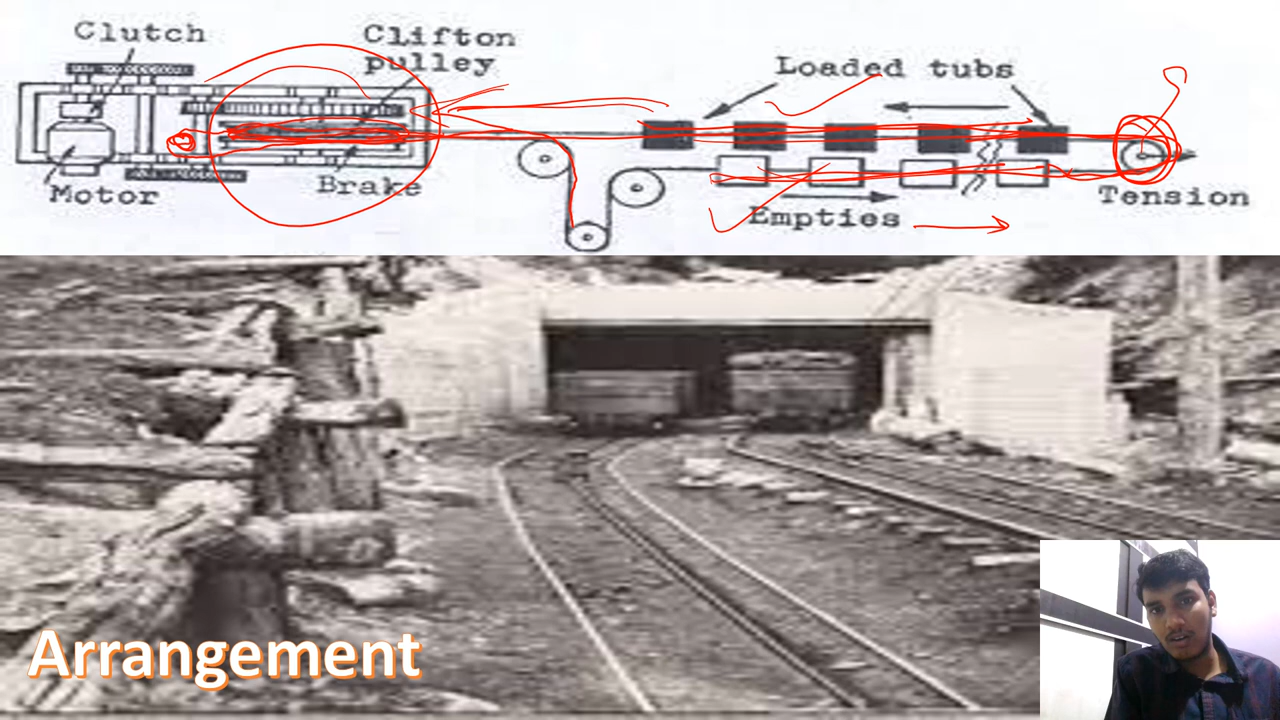 Clutch
Clifton
pulley
Loaded tubs
Motor
Brake
Empties
Tension
Arrangement